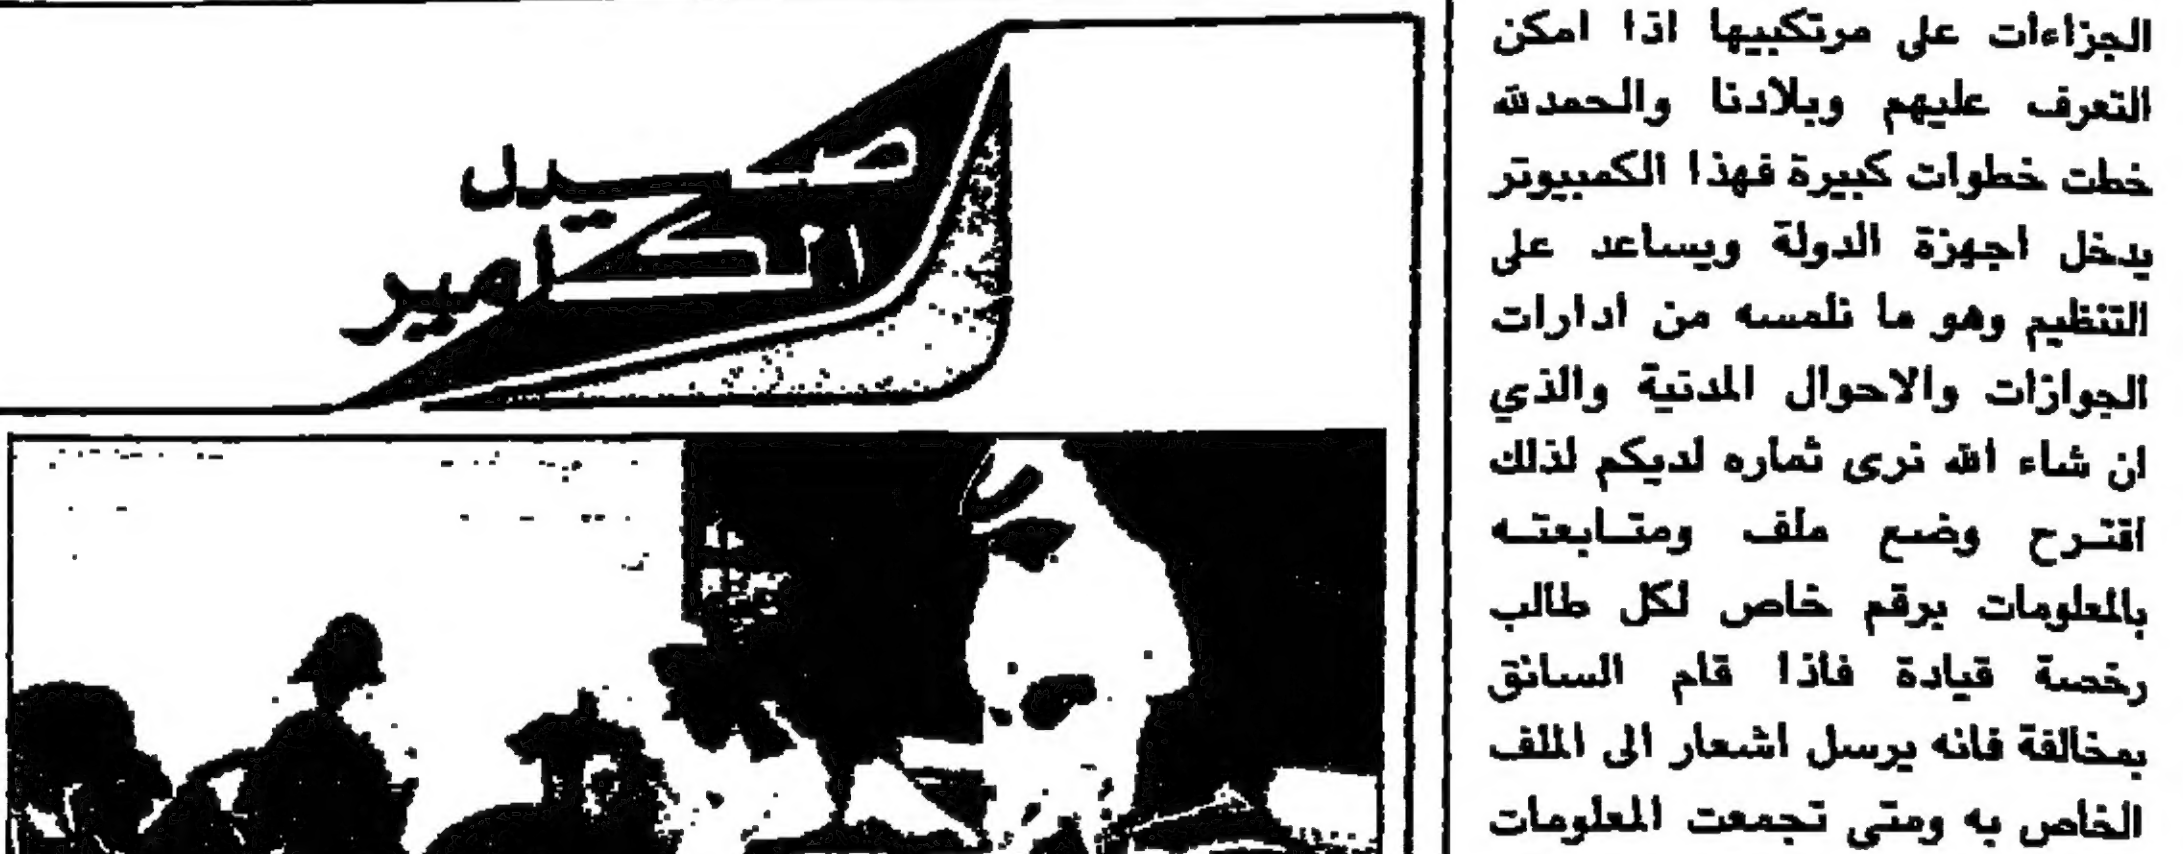 الجزاءات على مرتكبيها اذا امكن
التعرف عليهم وبلادنا والحمدلله
خطت خطوات كبيرة فهذا الكمبيوتر
يدخل اجهزة الدولة ويساعد على
التنظيم وهو ما نلمسه من ادارات
الجوازات والاحوال المدنية والذي
ان شاء الله نرى ثماره لديكم لذلك
اقترح وضع ملف ومتابعته
بالمعلومات برقم خاص لكل طالب
رخصة قيادة فاذا قام السائق
بمخالفة فانه يرسل اشعار الى الملف
الخاص به ومتى تجمعت المعلومات
صيدل
الكامير